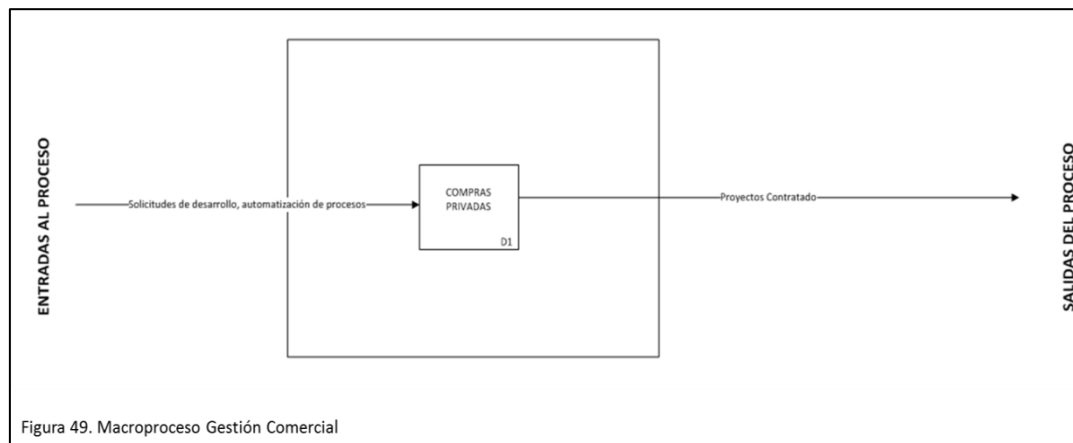 ENTRADAS AL PROCESO
Solicitudes de desarrollo, automatización de procesos
COMPRAS
PRIVADAS
D1
Proyectos Contratado
SALIDAS DEL PROCESO
Figura 49. Macroproceso Gestión Comercial